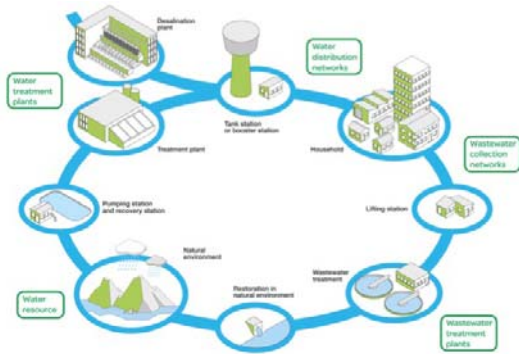 Desalination
plant
Water
distribution
networks
Water
treatment
plants
Tank station
or booster station
Treatment plant
Household
Wastewater
collection
networks
Pumping station
and recovery station
Lifting station
Natural
environment
Wastewater
treatment
Restoration in
natural environment
Water
resource
Wastewater
treatment
plants